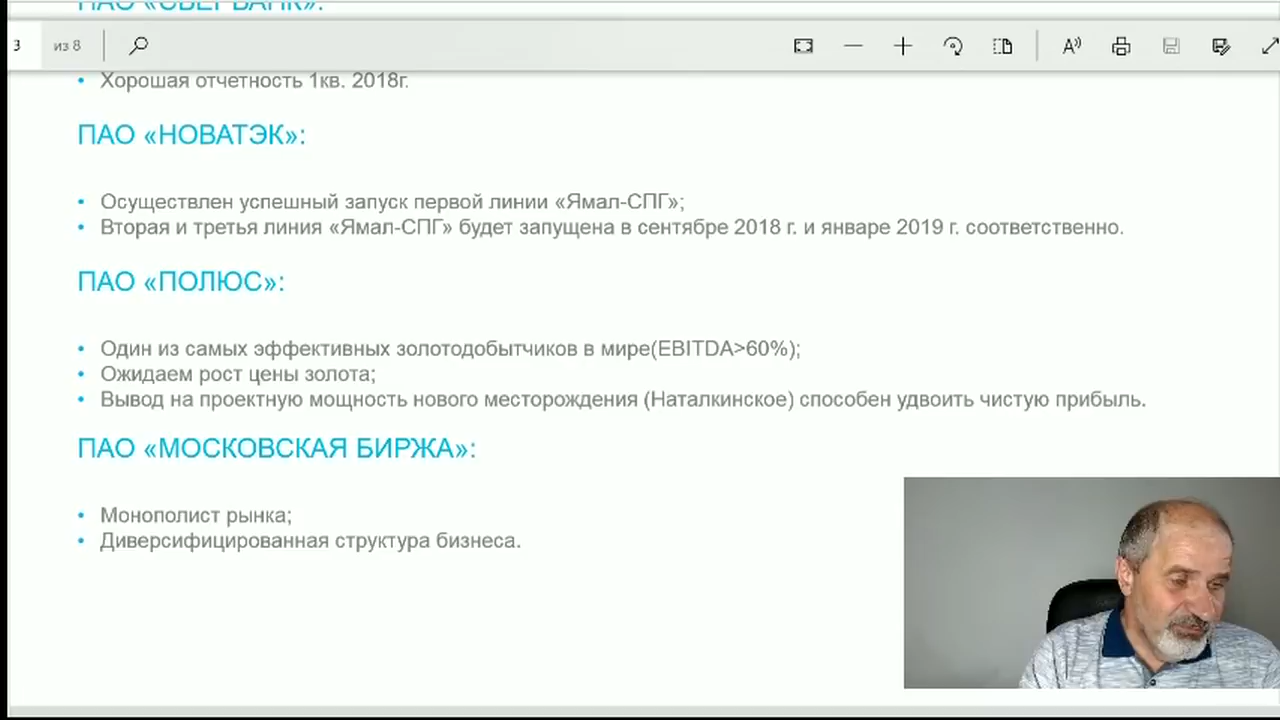 ПАО «СБЕРБАНК»:
3 из 8
• Хорошая отчетность 1кв. 2018г.
ПАО «НОВАТЭК»:
• Осуществлен успешный запуск первой линии «Ямал-СПГ»;
• Вторая и третья линия «Ямал-СПГ» будет запущена в сентябре 2018 г. и январе 2019 г. соответственно.
ПАО «ПОЛЮС»:
• Один из самых эффективных золотодобытчиков в мире(EBITDA>60%);
• Ожидаем рост цены золота;
• Вывод на проектную мощность нового месторождения (Наталкинское) способен удвоить чистую прибыль.
ПАО «МОСКОВСКАЯ БИРЖА»:
• Монополист рынка;
• Диверсифицированная структура бизнеса.